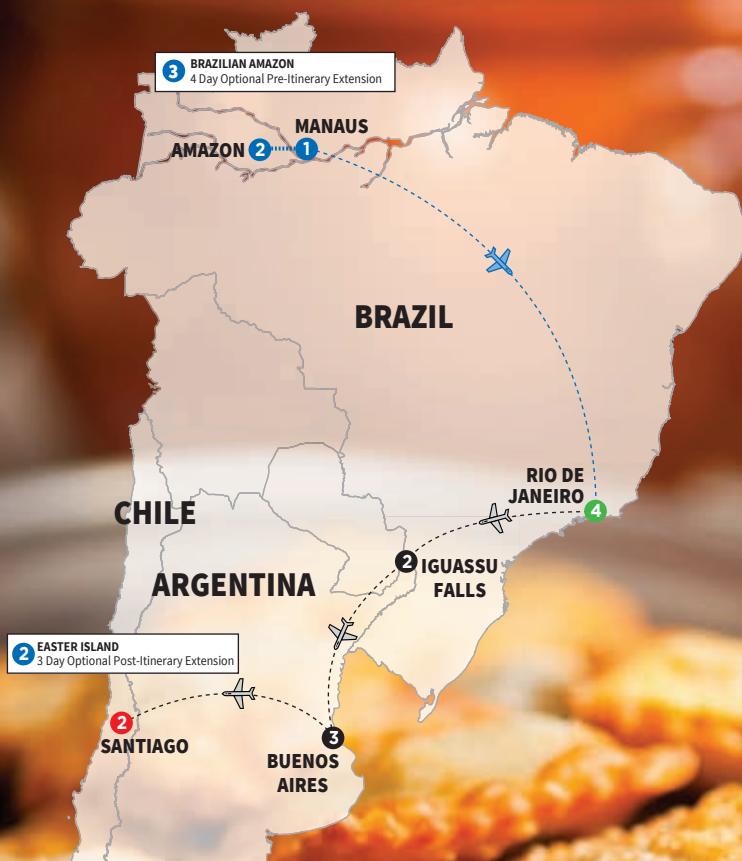 3 BRAZILIAN AMAZON
4 Day Optional Pre-Itinerary Extension
MANAUS
AMAZON 2 1
BRAZIL
RIO DE
JANEIRO
4
CHILE
2 IGUASSU
FALLS
ARGENTINA
2 EASTER ISLAND
3 Day Optional Post-Itinerary Extension
2
SANTIAGO
3
BUENOS
AIRES